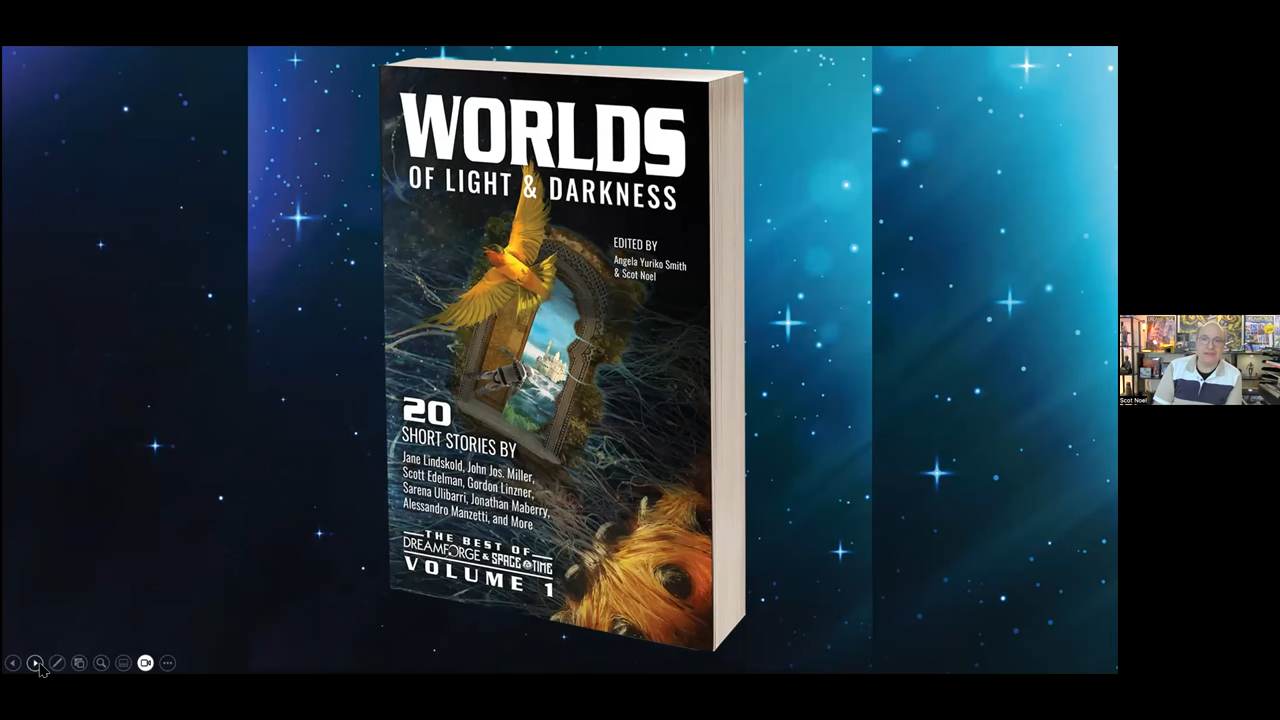 WORLDS
OF LIGHT & DARKNESS
EDITED BY
Angela Yuriko Smith
& Scot Noel
20
SHORT STORIES BY
Jane Lindskold, John Jos. Miller,
Scott Edelman, Gordon Linzner,
Sarena Ulibarri, Jonathan Maberry,
Alessandro Manzetti, and More
THE BEST OF
DREAMFORGE & SPACE & TIME
VOLUME 1
Scot Noel